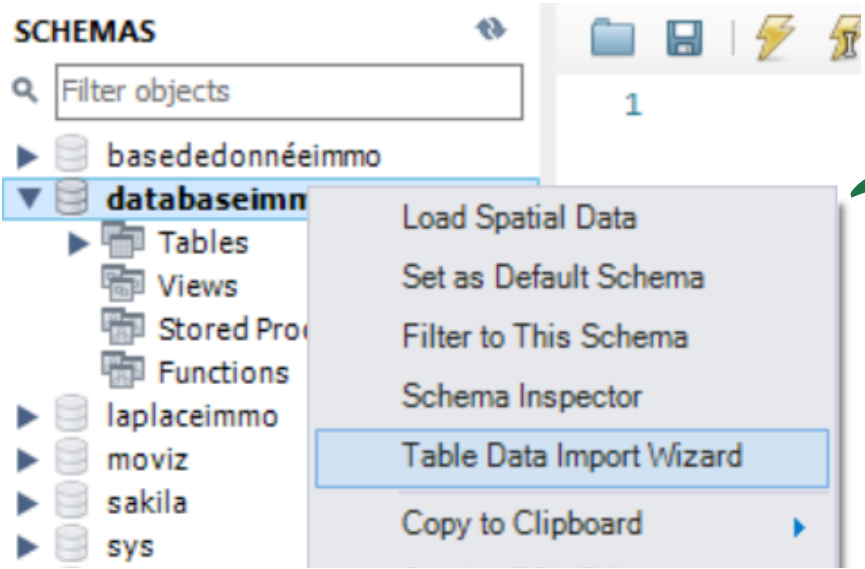 SCHEMAS
Filter objects
1
basededonnéeimmo
databaseimm
Tables
Views
Stored Pro
Functions
laplaceimmo
moviz
sakila
sys
Load Spatial Data
Set as Default Schema
Filter to This Schema
Schema Inspector
Table Data Import Wizard
Copy to Clipboard